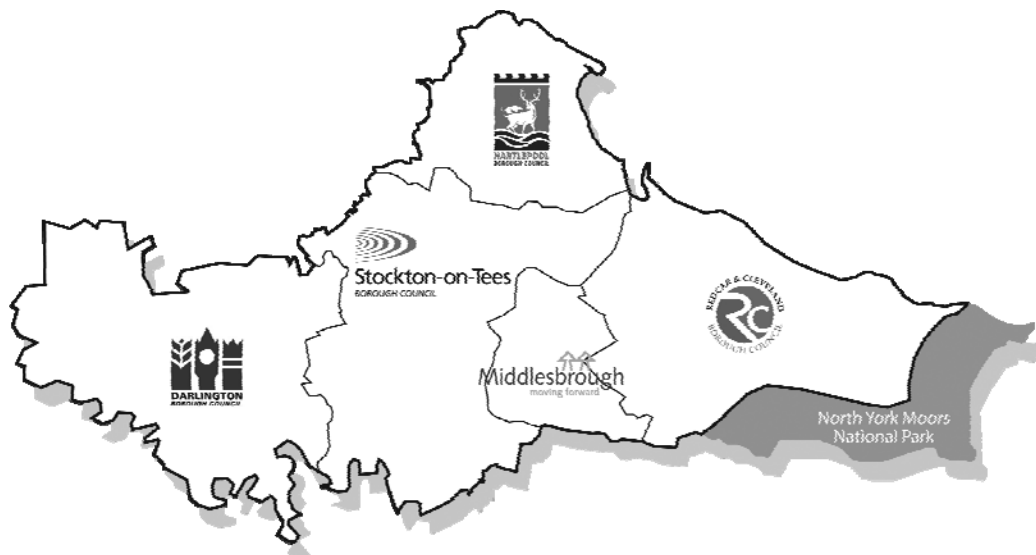 HARTLEPOOL
BOROUGH COUNCIL
Stockton-on-Tees
BOROUGH COUNCIL
REDCAR & CLEVELAND
BOROUGH COUNCIL
RC
DARLINGTON
BOROUGH COUNCIL
Middlesbrough
moving forward
North York Moors
National Park